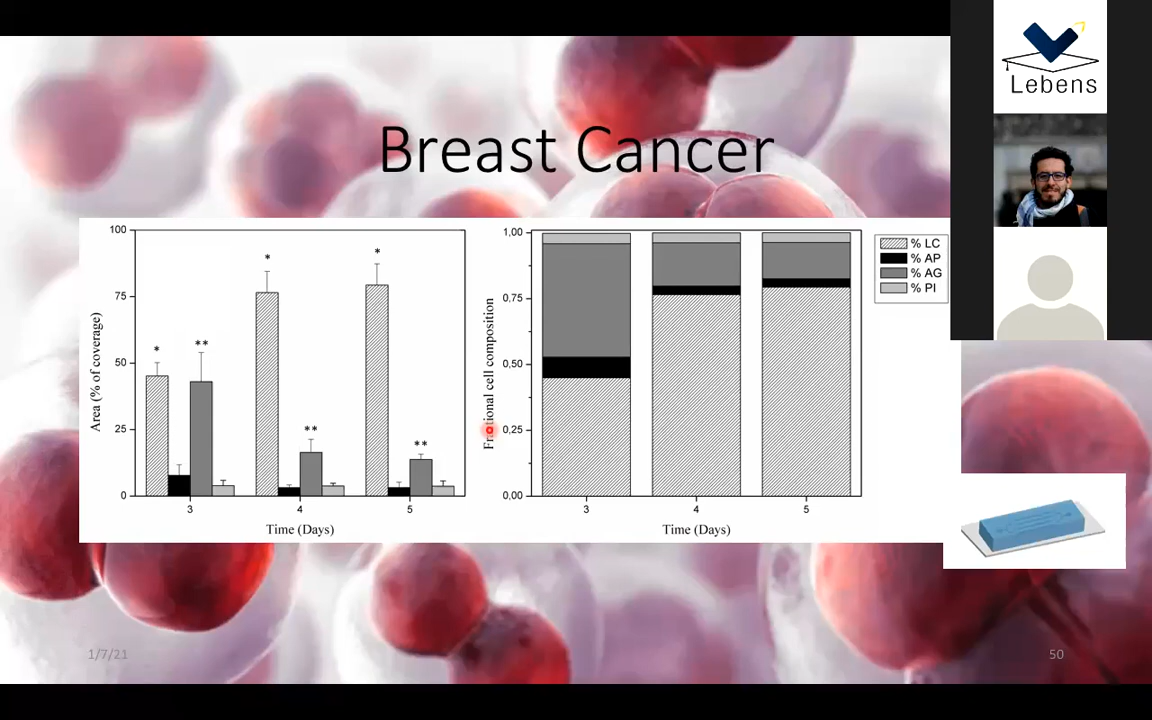 Lebens
Breast Cancer
100
75
50
25
0
Area (% of coverage)
*
**
*
**
*
**
3
4
5
Time (Days)
1,00
0,75
0,50
0,25
0,00
cell composition
3
4
5
Time (Days)
% LC
% AP
% AG
% PI
1/7/21
50